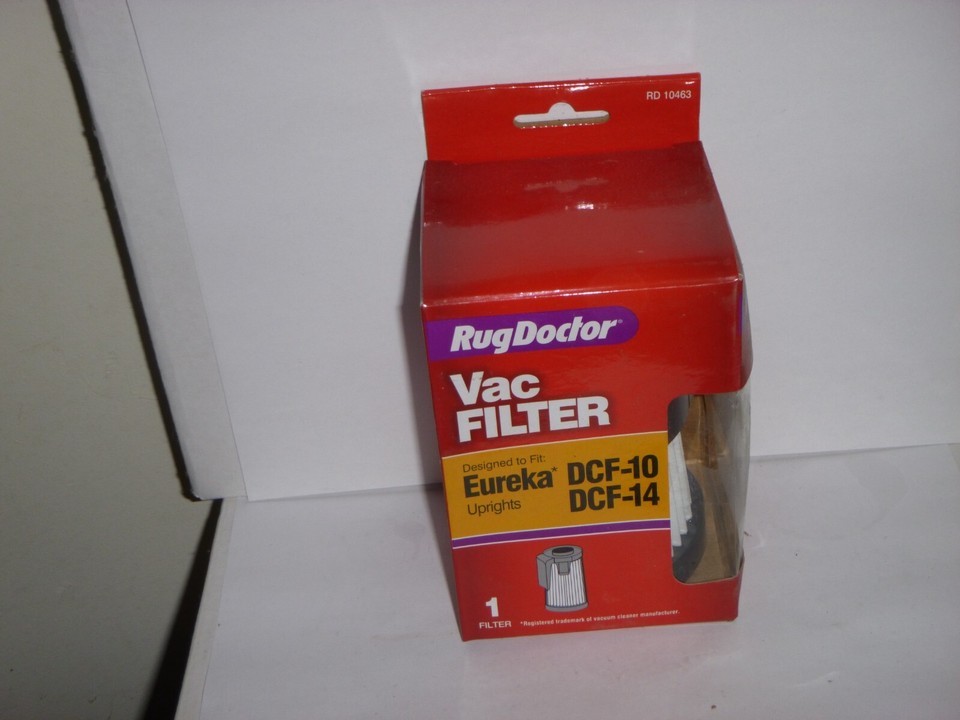 RD 10463
RugDoctor®
Vac
FILTER
Designed to Fit:
Eureka* DCF-10
Uprights DCF-14
1
FILTER
*Registered trademark of vacuum cleaner manufacturer.